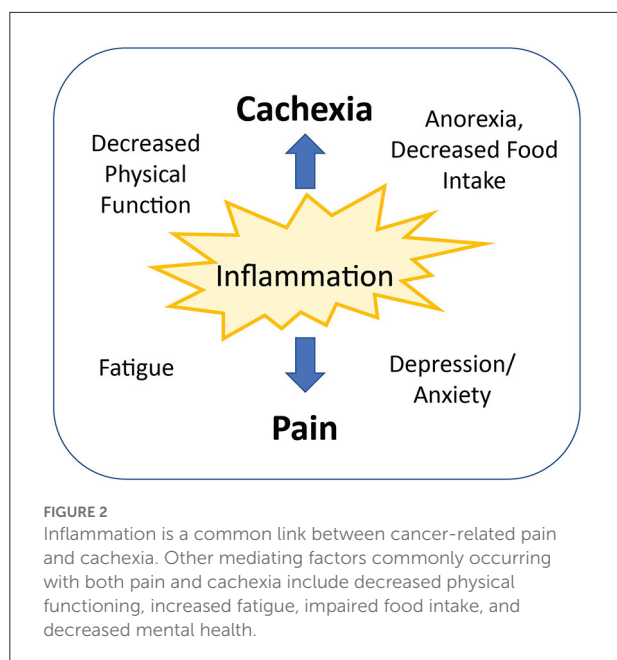 Cachexia
Decreased
Physical
Function
Anorexia,
Decreased Food
Intake
Inflammation
Fatigue
Depression/
Anxiety
Pain
FIGURE 2
Inflammation is a common link between cancer-related pain
and cachexia. Other mediating factors commonly occurring
with both pain and cachexia include decreased physical
functioning, increased fatigue, impaired food intake, and
decreased mental health.